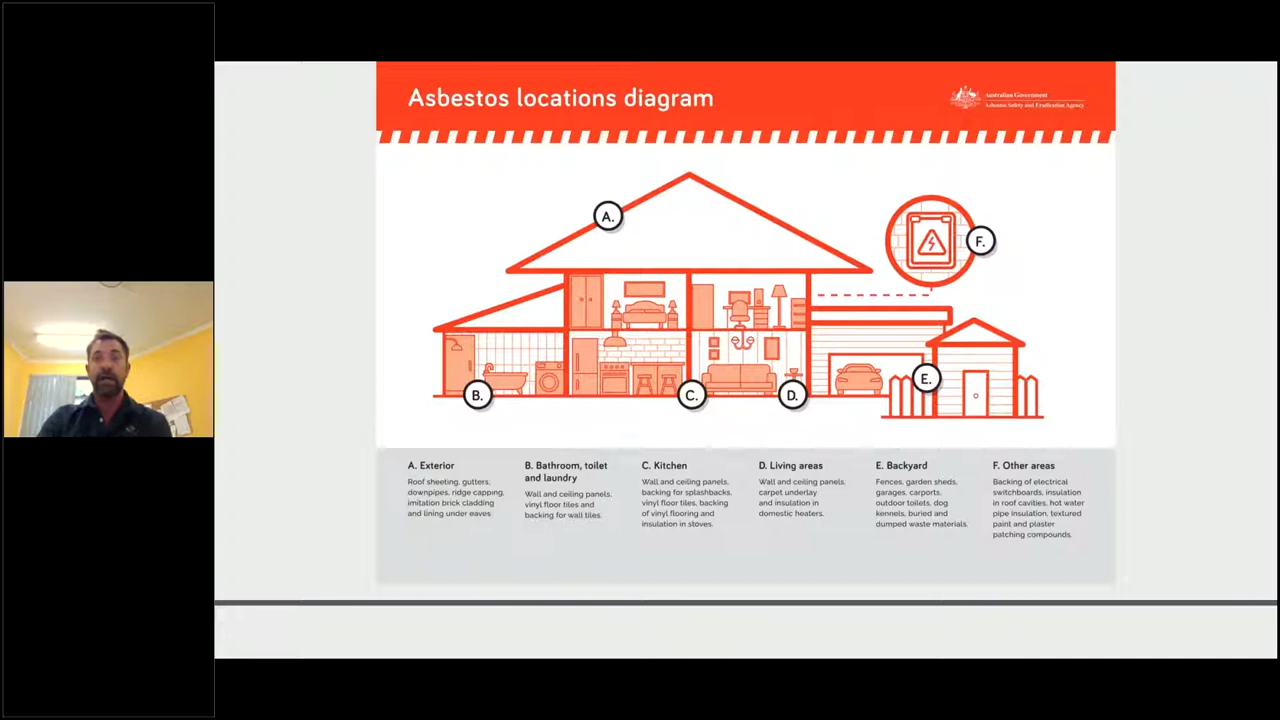 Asbestos locations diagram
Australian Government
Asbestos Safety and Eradication Agency
A.
F.
B.
C.
D.
E.
A. Exterior
Roof sheeting, gutters,
downpipes, ridge capping,
imitation brick cladding
and lining under eaves
B. Bathroom, toilet
and laundry
Wall and ceiling panels,
vinyl floor tiles and
backing for wall tiles.
C. Kitchen
Wall and ceiling panels,
backing for splashbacks,
vinyl floor tiles, backing
of vinyl flooring and
insulation in stoves.
D. Living areas
Wall and ceiling panels,
carpet underlay
and insulation in
domestic heaters.
E. Backyard
Fences, garden sheds,
garages, carports,
outdoor toilets, dog
kennels, buried and
dumped waste materials.
F. Other areas
Backing of electrical
switchboards, insulation
in roof cavities, hot water
pipe insulation, textured
paint and plaster
patching compounds.